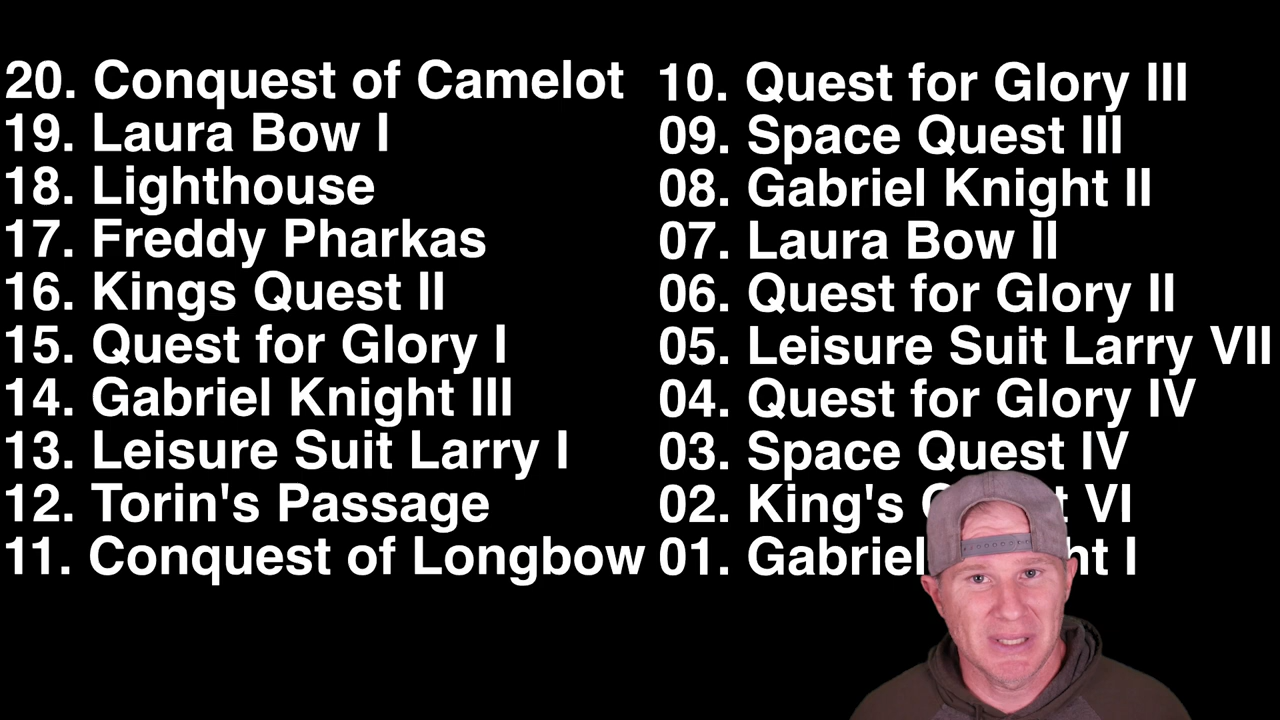 20. Conquest of Camelot
19. Laura Bow I
18. Lighthouse
17. Freddy Pharkas
16. Kings Quest II
15. Quest for Glory I
14. Gabriel Knight III
13. Leisure Suit Larry I
12. Torin's Passage
11. Conquest of Longbow
10. Quest for Glory III
09. Space Quest III
08. Gabriel Knight II
07. Laura Bow II
06. Quest for Glory II
05. Leisure Suit Larry VII
04. Quest for Glory IV
03. Space Quest IV
02. King's VI
01. Gabriel I